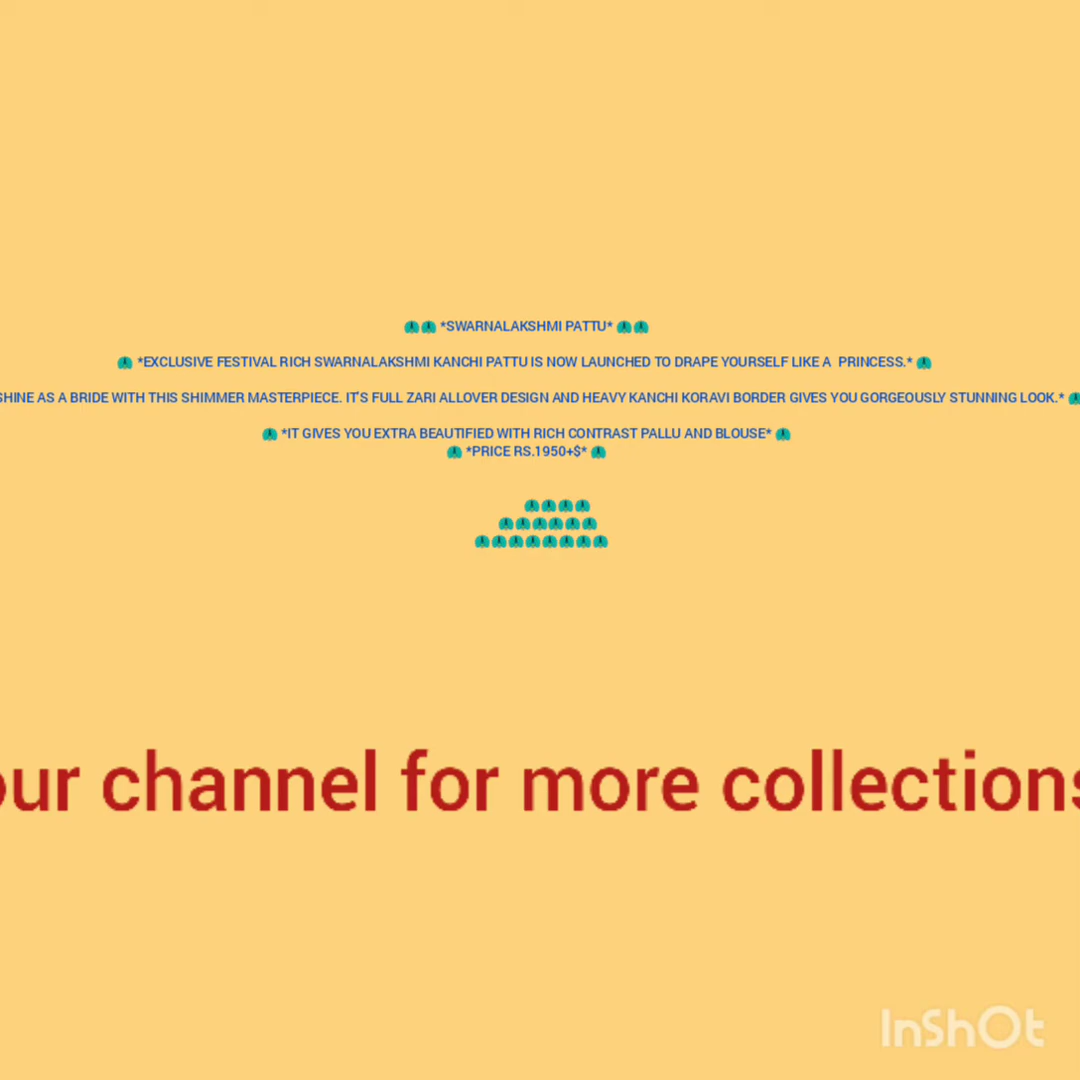 *SWARNALAKSHMI PATTU*
*EXCLUSIVE FESTIVAL RICH SWARNALAKSHMI KANCHI PATTU IS NOW LAUNCHED TO DRAPE YOURSELF LIKE A  PRINCESS.*
SHINE AS A BRIDE WITH THIS SHIMMER MASTERPIECE. IT'S FULL ZARI ALLOVER DESIGN AND HEAVY KANCHI KORAVI BORDER GIVES YOU GORGEOUSLY STUNNING LOOK.*
*IT GIVES YOU EXTRA BEAUTIFIED WITH RICH CONTRAST PALLU AND BLOUSE*
*PRICE RS.1950+$*
our channel for more collections
InShOt